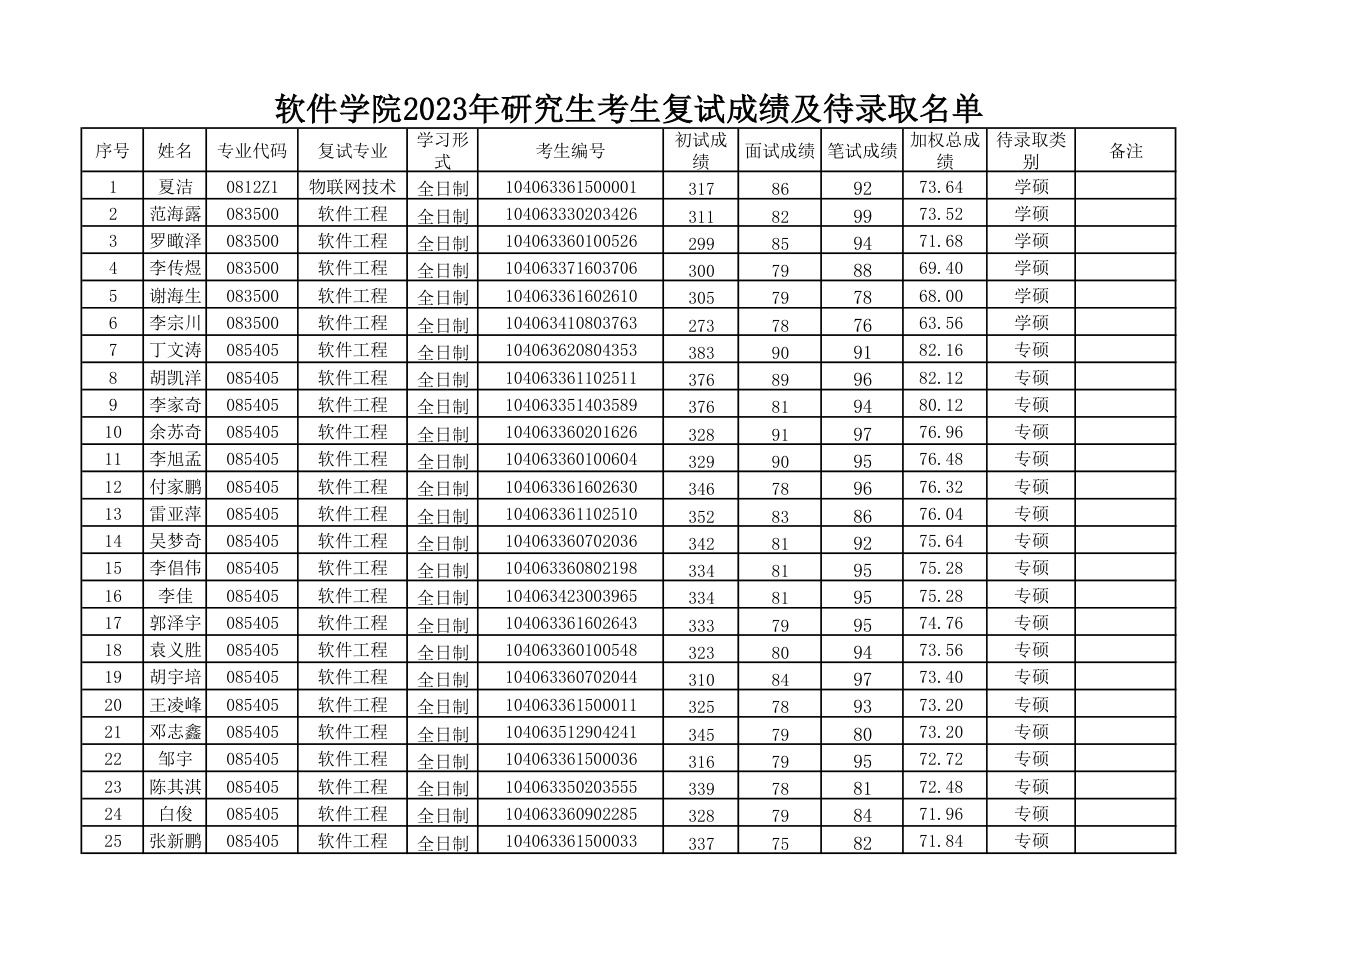 软件学院2023年研究生考生复试成绩及待录取名单
序号 姓名 专业代码 复试专业 学习形式 考生编号 初试成绩 面试成绩 笔试成绩 加权总成绩 待录取类别 备注
1 夏洁 0812Z1 物联网技术 全日制 104063361500001 317 86 92 73.64 学硕
2 范海露 083500 软件工程 全日制 104063330203426 311 82 99 73.52 学硕
3 罗瞰泽 083500 软件工程 全日制 104063360100526 299 85 94 71.68 学硕
4 李传煜 083500 软件工程 全日制 104063371603706 300 79 88 69.40 学硕
5 谢海生 083500 软件工程 全日制 104063361602610 305 79 78 68.00 学硕
6 李宗川 083500 软件工程 全日制 104063410803763 273 78 76 63.56 学硕
7 丁文涛 085405 软件工程 全日制 104063620804353 383 90 91 82.16 专硕
8 胡凯洋 085405 软件工程 全日制 104063361102511 376 89 96 82.12 专硕
9 李家奇 085405 软件工程 全日制 104063351403589 376 81 94 80.12 专硕
10 余苏奇 085405 软件工程 全日制 104063360201626 328 91 97 76.96 专硕
11 李旭孟 085405 软件工程 全日制 104063360100604 329 90 95 76.48 专硕
12 付家鹏 085405 软件工程 全日制 104063361602630 346 78 96 76.32 专硕
13 雷亚萍 085405 软件工程 全日制 104063361102510 352 83 86 76.04 专硕
14 吴梦奇 085405 软件工程 全日制 104063360702036 342 81 92 75.64 专硕
15 李倡伟 085405 软件工程 全日制 104063360802198 334 81 95 75.28 专硕
16 李佳 085405 软件工程 全日制 104063423003965 334 81 95 75.28 专硕
17 郭泽宇 085405 软件工程 全日制 104063361602643 333 79 95 74.76 专硕
18 袁义胜 085405 软件工程 全日制 104063360100548 323 80 94 73.56 专硕
19 胡宇培 085405 软件工程 全日制 104063360702044 310 84 97 73.40 专硕
20 王凌峰 085405 软件工程 全日制 104063361500011 325 78 93 73.20 专硕
21 邓志鑫 085405 软件工程 全日制 104063512904241 345 79 80 73.20 专硕
22 邹宇 085405 软件工程 全日制 104063361500036 316 79 95 72.72 专硕
23 陈其淇 085405 软件工程 全日制 104063350203555 339 78 81 72.48 专硕
24 白俊 085405 软件工程 全日制 104063360902285 328 79 84 71.96 专硕
25 张新鹏 085405 软件工程 全日制 104063361500033 337 75 82 71.84 专硕